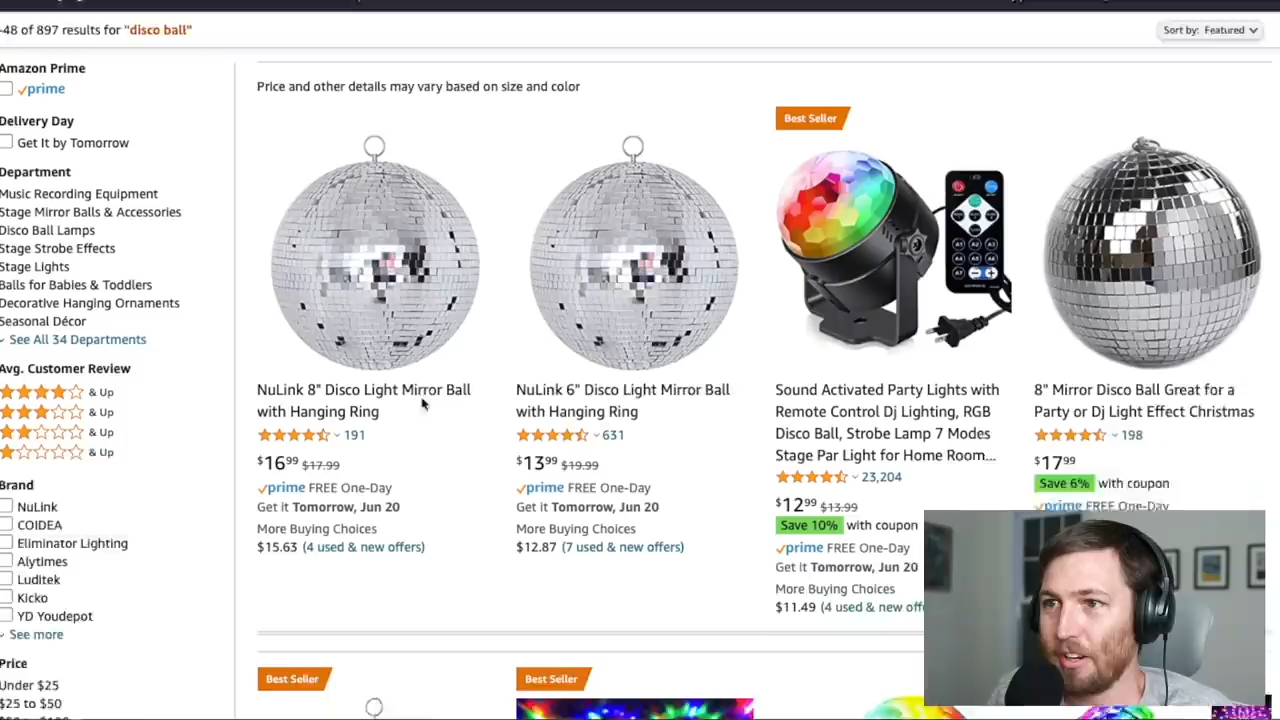 -48 of 897 results for "disco ball"
Sort by: Featured
Amazon Prime
prime
Delivery Day
Get It by Tomorrow
Department
Music Recording Equipment
Stage Mirror Balls & Accessories
Disco Ball Lamps
Stage Strobe Effects
Stage Lights
Balls for Babies & Toddlers
Decorative Hanging Ornaments
Seasonal Décor
See All 34 Departments
Avg. Customer Review
& Up
& Up
& Up
& Up
Brand
NuLink
COIDEA
Eliminator Lighting
Alytimes
Luditek
Kicko
YD Youdepot
See more
Price
Under $25
$25 to $50
Price and other details may vary based on size and color
NuLink 8" Disco Light Mirror Ball
with Hanging Ring
191
$16.99 $17.99
prime FREE One-Day
Get it Tomorrow, Jun 20
More Buying Choices
$15.63 (4 used & new offers)
NuLink 6" Disco Light Mirror Ball
with Hanging Ring
631
$13.99 $19.99
prime FREE One-Day
Get it Tomorrow, Jun 20
More Buying Choices
$12.87 (7 used & new offers)
Best Seller
Sound Activated Party Lights with
Remote Control Dj Lighting, RGB
Disco Ball, Strobe Lamp 7 Modes
Stage Par Light for Home Room...
23,204
$12.99 $13.99
Save 10% with coupon
prime FREE One-Day
Get it Tomorrow, Jun 20
More Buying Choices
$11.49 (4 used & new off
8" Mirror Disco Ball Great for a
Party or Dj Light Effect Christmas
198
$17.99
Save 6% with coupon
prime FREE One-Day
Best Seller
Best Seller